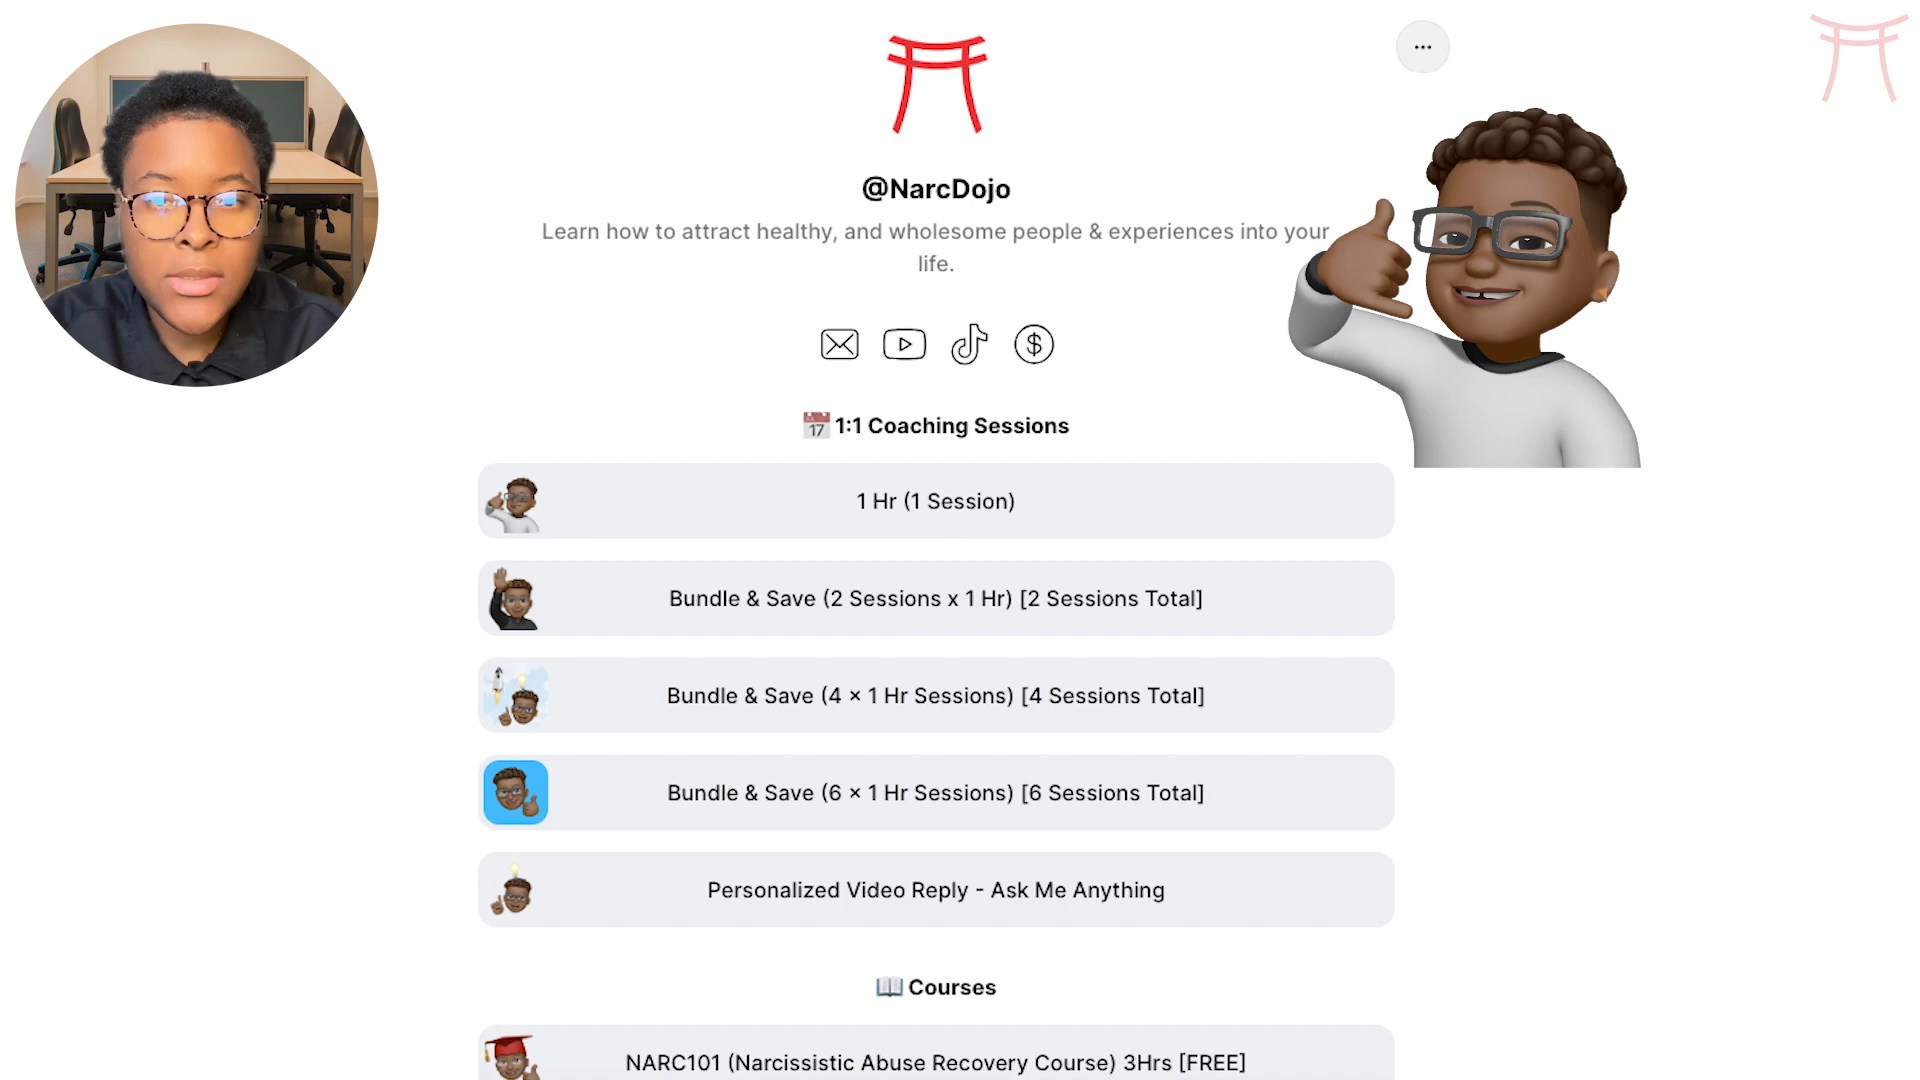 @NarcDojo
Learn how to attract healthy, and wholesome people & experiences into your
life.
17 1:1 Coaching Sessions
1 Hr (1 Session)
Bundle & Save (2 Sessions x 1 Hr) [2 Sessions Total]
Bundle & Save (4 × 1 Hr Sessions) [4 Sessions Total]
Bundle & Save (6 × 1 Hr Sessions) [6 Sessions Total]
Personalized Video Reply - Ask Me Anything
Courses
NARC101 (Narcissistic Abuse Recovery Course) 3Hrs [FREE]